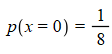 p(x = 0) = 1/8